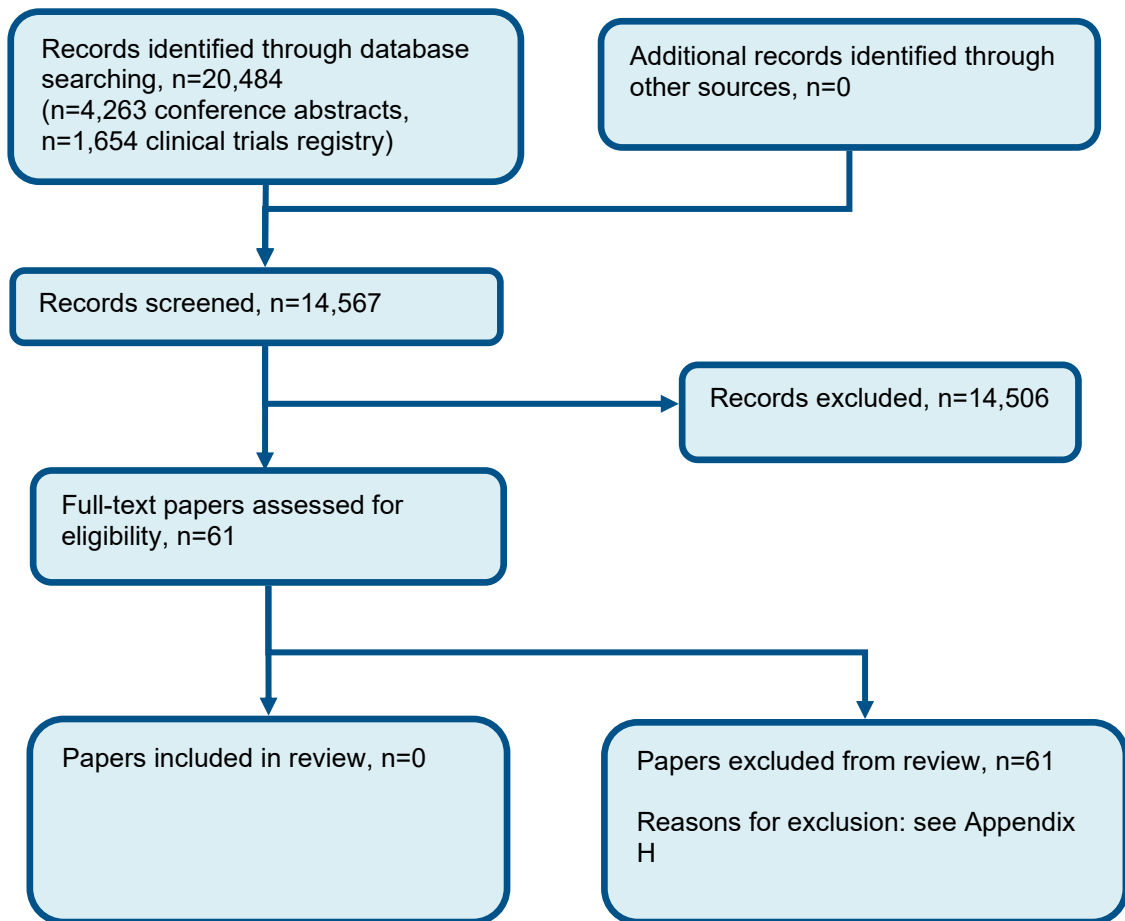 Records identified through database
searching, n=20,484
(n=4,263 conference abstracts,
n=1,654 clinical trials registry)
Additional records identified through
other sources, n=0
Records screened, n=14,567
Records excluded, n=14,506
Full-text papers assessed for
eligibility, n=61
Papers included in review, n=0
Papers excluded from review, n=61
Reasons for exclusion: see Appendix
H